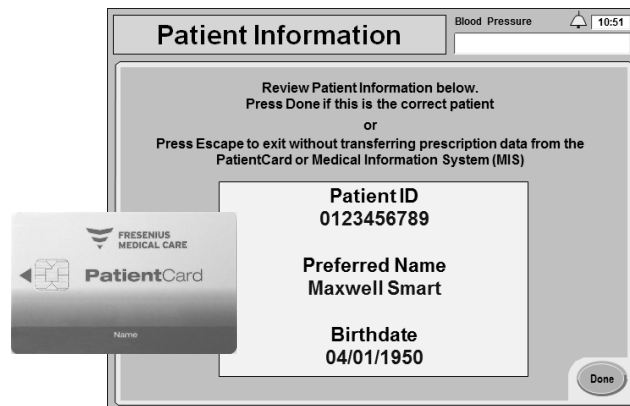 Patient Information
Blood Pressure
10:51
Review Patient Information below.
Press Done if this is the correct patient
or
Press Escape to exit without transferring prescription data from the
PatientCard or Medical Information System (MIS)
Patient ID
0123456789
Preferred Name
Maxwell Smart
Birthdate
04/01/1950
Done
FRESENIUS
MEDICAL CARE
PatientCard
Name